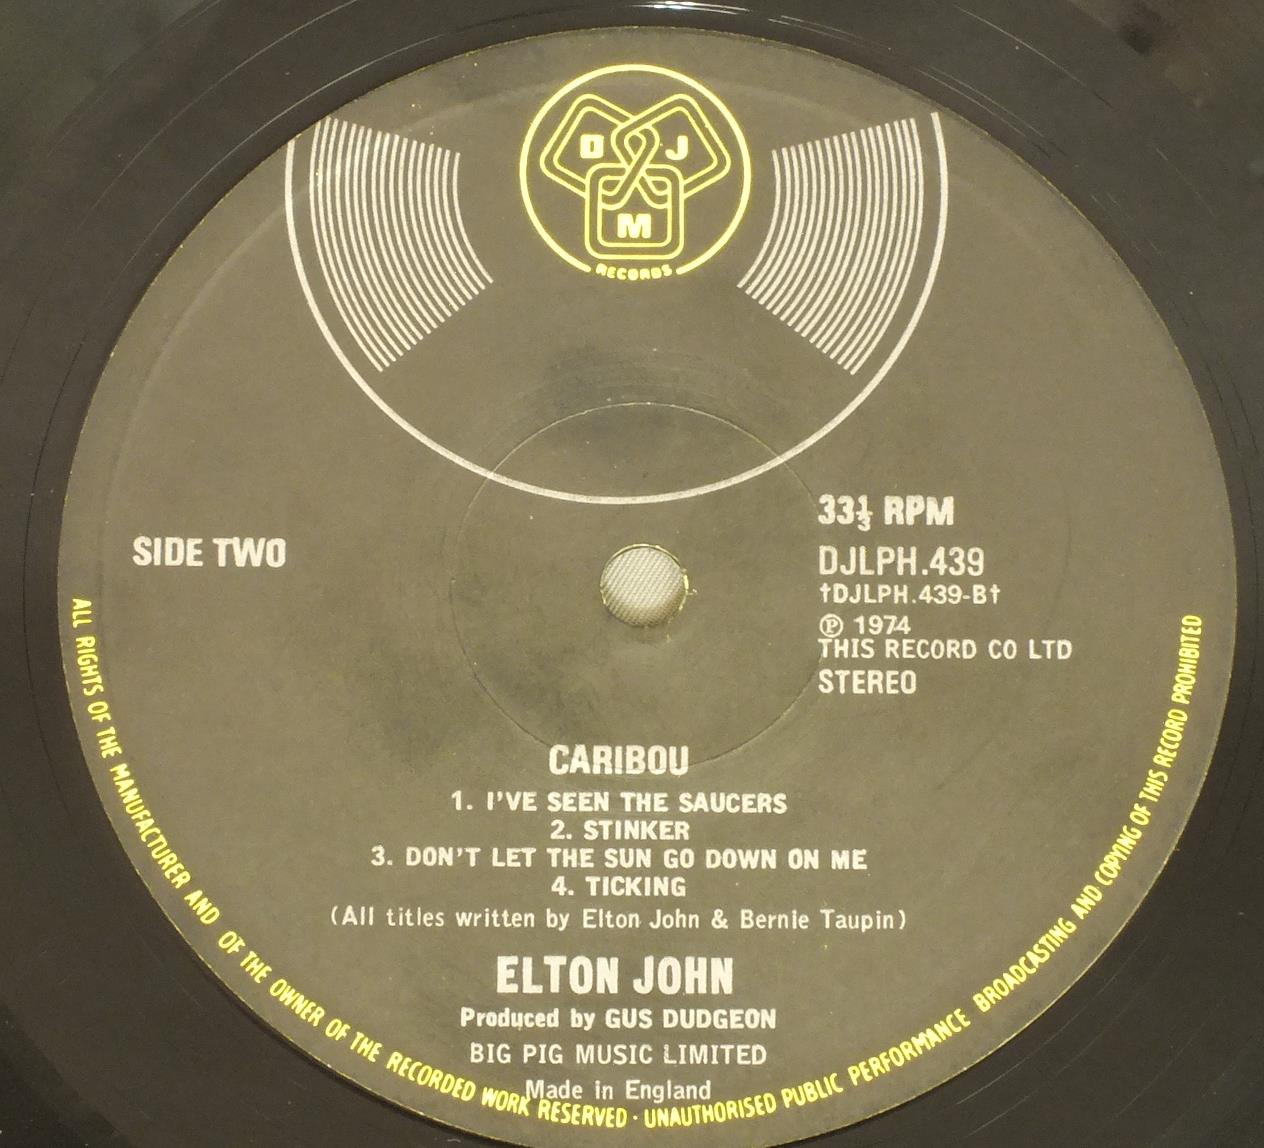 D J
M
RECORDS
SIDE TWO
33⅓ RPM
DJLPH.439
†DJLPH.439-B†
℗ 1974
THIS RECORD CO LTD
STEREO
CARIBOU
1. I'VE SEEN THE SAUCERS
2. STINKER
3. DON'T LET THE SUN GO DOWN ON ME
4. TICKING
(All titles written by Elton John & Bernie Taupin)
ELTON JOHN
Produced by GUS DUDGEON
BIG PIG MUSIC LIMITED
Made in England
ALL RIGHTS OF THE MANUFACTURER AND OF THE OWNER OF THE RECORDED WORK RESERVED · UNAUTHORISED PUBLIC PERFORMANCE BROADCASTING AND COPYING OF THIS RECORD PROHIBITED